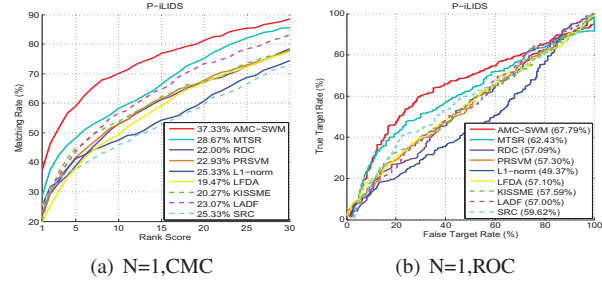 P-iLIDS
Matching Rate (%)
90
80
70
60
50
40
30
20
1 5 10 15 20 25 30
Rank Score
37.33% AMC-SWM
28.67% MTSR
22.00% RDC
22.93% PRSVM
25.33% L1-norm
19.47% LFDA
20.27% KISSME
23.07% LADF
25.33% SRC
(a) N=1,CMC
P-iLIDS
True Target Rate (%)
100
80
60
40
20
0
0 20 40 60 80 100
False Target Rate (%)
AMC-SWM (67.79%)
MTSR (62.43%)
RDC (57.09%)
PRSVM (57.30%)
L1-norm (49.37%)
LFDA (57.10%)
KISSME (57.59%)
LADF (57.00%)
SRC (59.62%)
(b) N=1,ROC